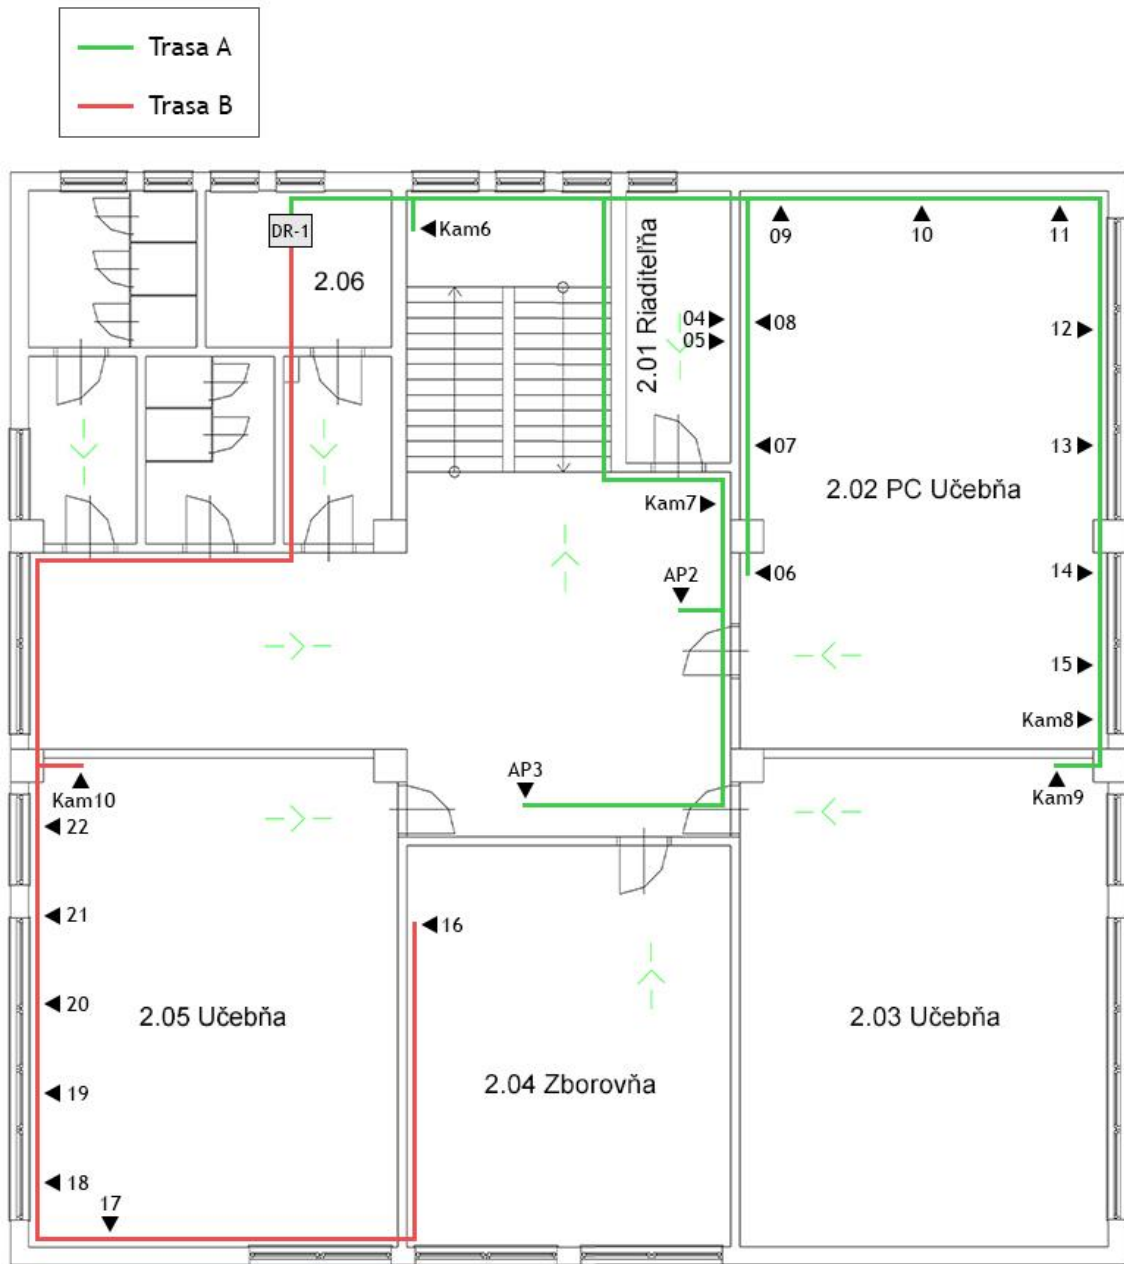 Trasa A
Trasa B
DR-1
Kam6
2.06
2.01 Riaditeľňa
04
05
09
10
11
08
12
07
13
2.02 PC Učebňa
Kam7
06
14
AP2
15
Kam8
AP3
Kam10
Kam9
22
21
16
20
2.05 Učebňa
2.03 Učebňa
2.04 Zborovňa
19
18
17